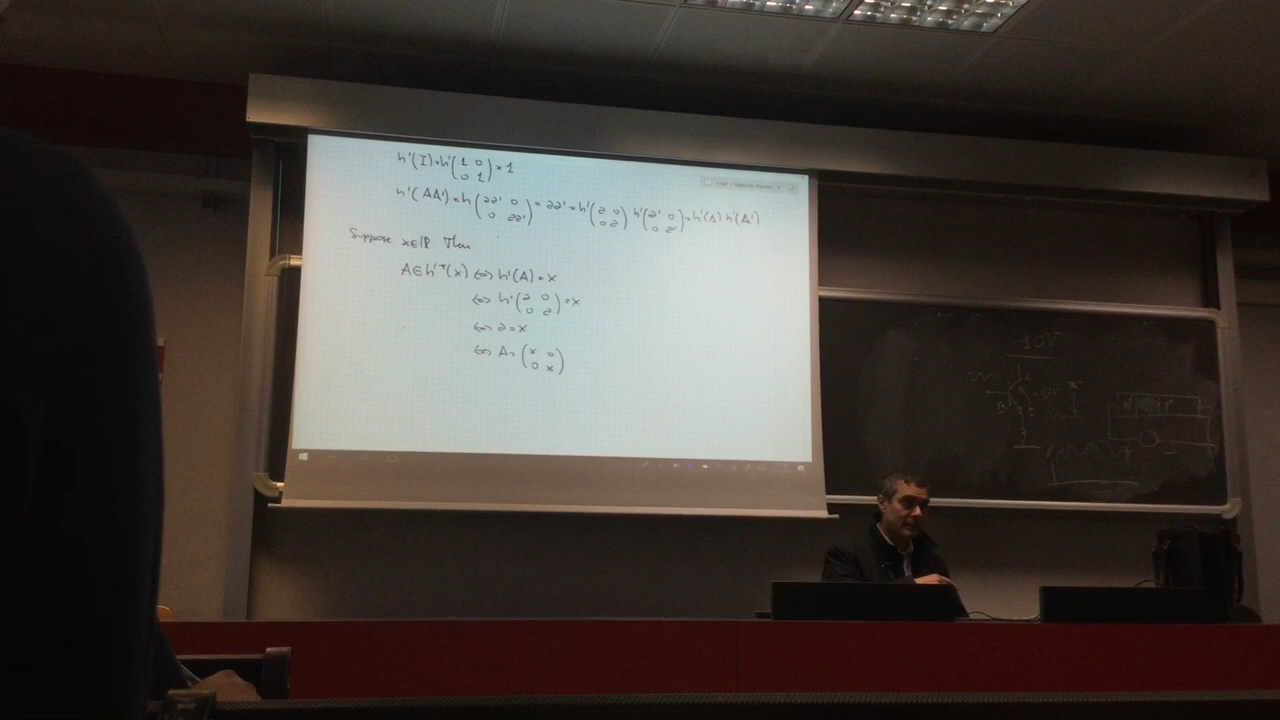 h'(I)=h'(1 0 0 1)=1
h'(AA')=h(aa' 0 0 aa')=aa'=h'(a 0 0 a) h'(a' 0 0 a')=h'(A) h'(A')
Suppose x∈ℝ. Then
A∈h'⁻¹(x) ⇔ h'(A)=x
⇔ h'(a 0 0 a)=x
⇔ a=x
⇔ A=(x 0 0 x)
10V